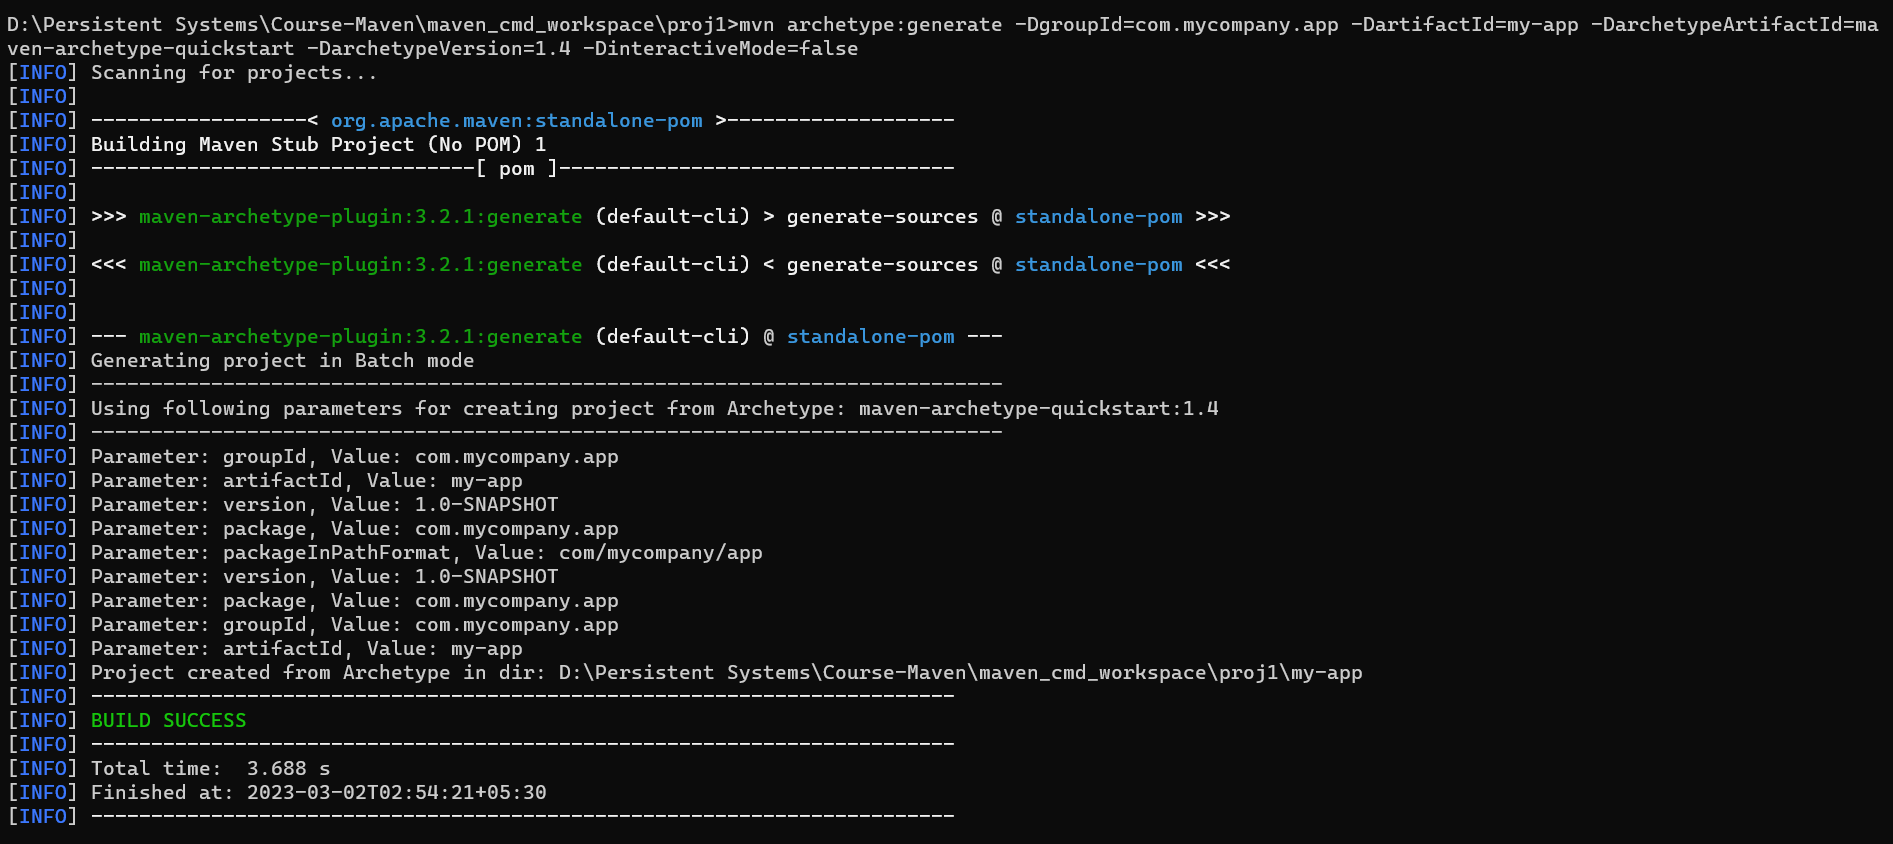 D:\Persistent Systems\Course-Maven\maven_cmd_workspace\proj1>mvn archetype:generate -DgroupId=com.mycompany.app -DartifactId=my-app -DarchetypeArtifactId=ma
ven-archetype-quickstart -DarchetypeVersion=1.4 -DinteractiveMode=false
[INFO] Scanning for projects...
[INFO]
[INFO] ------------------< org.apache.maven:standalone-pom >-------------------
[INFO] Building Maven Stub Project (No POM) 1
[INFO] --------------------------------[ pom ]---------------------------------
[INFO]
[INFO] >>> maven-archetype-plugin:3.2.1:generate (default-cli) > generate-sources @ standalone-pom >>>
[INFO]
[INFO] <<< maven-archetype-plugin:3.2.1:generate (default-cli) < generate-sources @ standalone-pom <<<
[INFO]
[INFO]
[INFO] --- maven-archetype-plugin:3.2.1:generate (default-cli) @ standalone-pom ---
[INFO] Generating project in Batch mode
[INFO] ----------------------------------------------------------------------------
[INFO] Using following parameters for creating project from Archetype: maven-archetype-quickstart:1.4
[INFO] ----------------------------------------------------------------------------
[INFO] Parameter: groupId, Value: com.mycompany.app
[INFO] Parameter: artifactId, Value: my-app
[INFO] Parameter: version, Value: 1.0-SNAPSHOT
[INFO] Parameter: package, Value: com.mycompany.app
[INFO] Parameter: packageInPathFormat, Value: com/mycompany/app
[INFO] Parameter: version, Value: 1.0-SNAPSHOT
[INFO] Parameter: package, Value: com.mycompany.app
[INFO] Parameter: groupId, Value: com.mycompany.app
[INFO] Parameter: artifactId, Value: my-app
[INFO] Project created from Archetype in dir: D:\Persistent Systems\Course-Maven\maven_cmd_workspace\proj1\my-app
[INFO] ------------------------------------------------------------------------
[INFO] BUILD SUCCESS
[INFO] ------------------------------------------------------------------------
[INFO] Total time:  3.688 s
[INFO] Finished at: 2023-03-02T02:54:21+05:30
[INFO] ------------------------------------------------------------------------